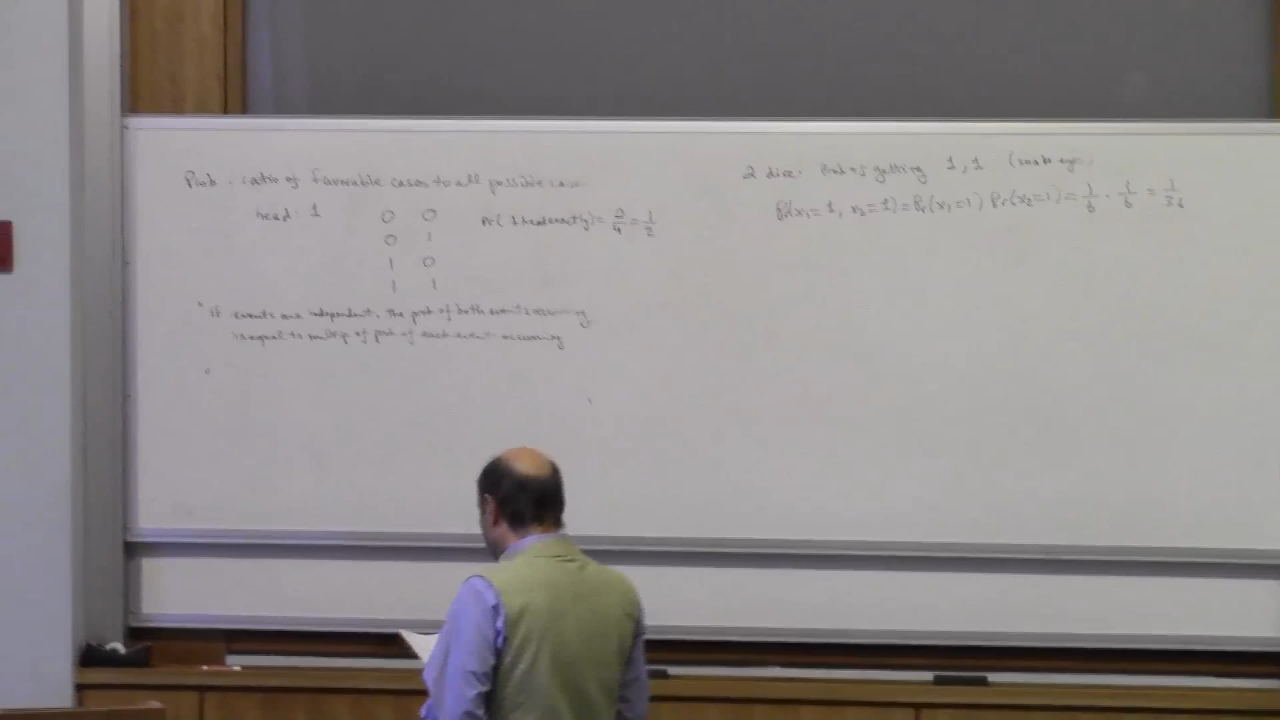 Prob. ratio of favorable cases to all possible cases
head: 1
0 0
0 1
1 0
1 1
Pr(1 head exactly) = 2/4 = 1/2
If events are independent, the prob of both events occurring
is equal to multip of prob of each event occurring
2 dice: Prob of getting 1,1 (snake eyes)
Pr(x₁=1, x₂=1) = Pr(x₁=1) Pr(x₂=1) = 1/6 · 1/6 = 1/36